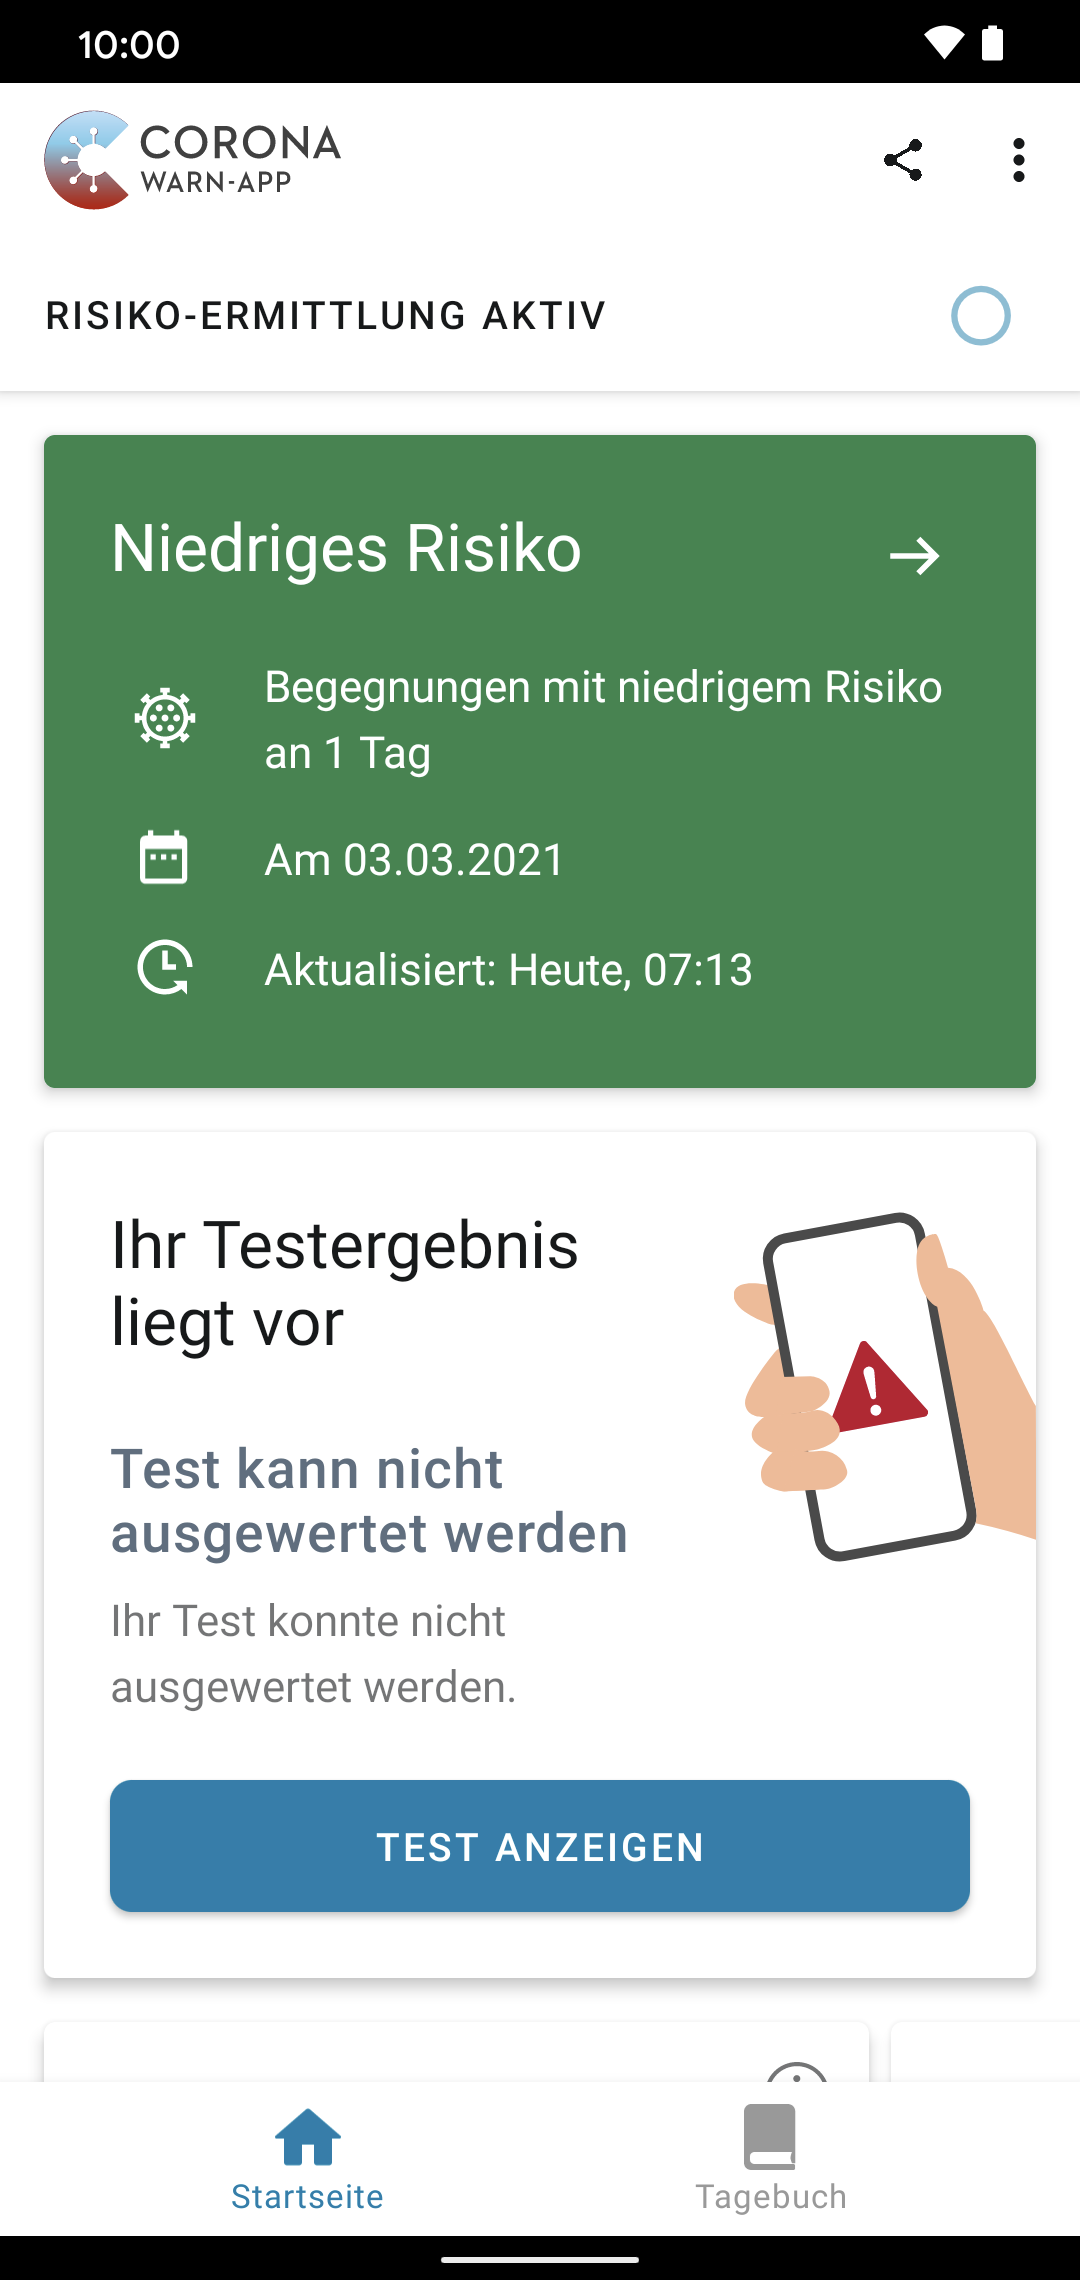 10:00
CORONA
WARN-APP
RISIKO-ERMITTLUNG AKTIV
Niedriges Risiko
Begegnungen mit niedrigem Risiko
an 1 Tag
Am 03.03.2021
Aktualisiert: Heute, 07:13
Ihr Testergebnis
liegt vor
Test kann nicht
ausgewertet werden
Ihr Test konnte nicht
ausgewertet werden.
TEST ANZEIGEN
Startseite
Tagebuch